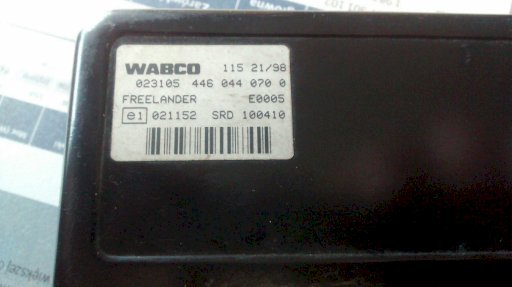 WABCO 115 21/98
023105 446 044 070 0
FREELANDER E0005
e1 021152 SRD 100410